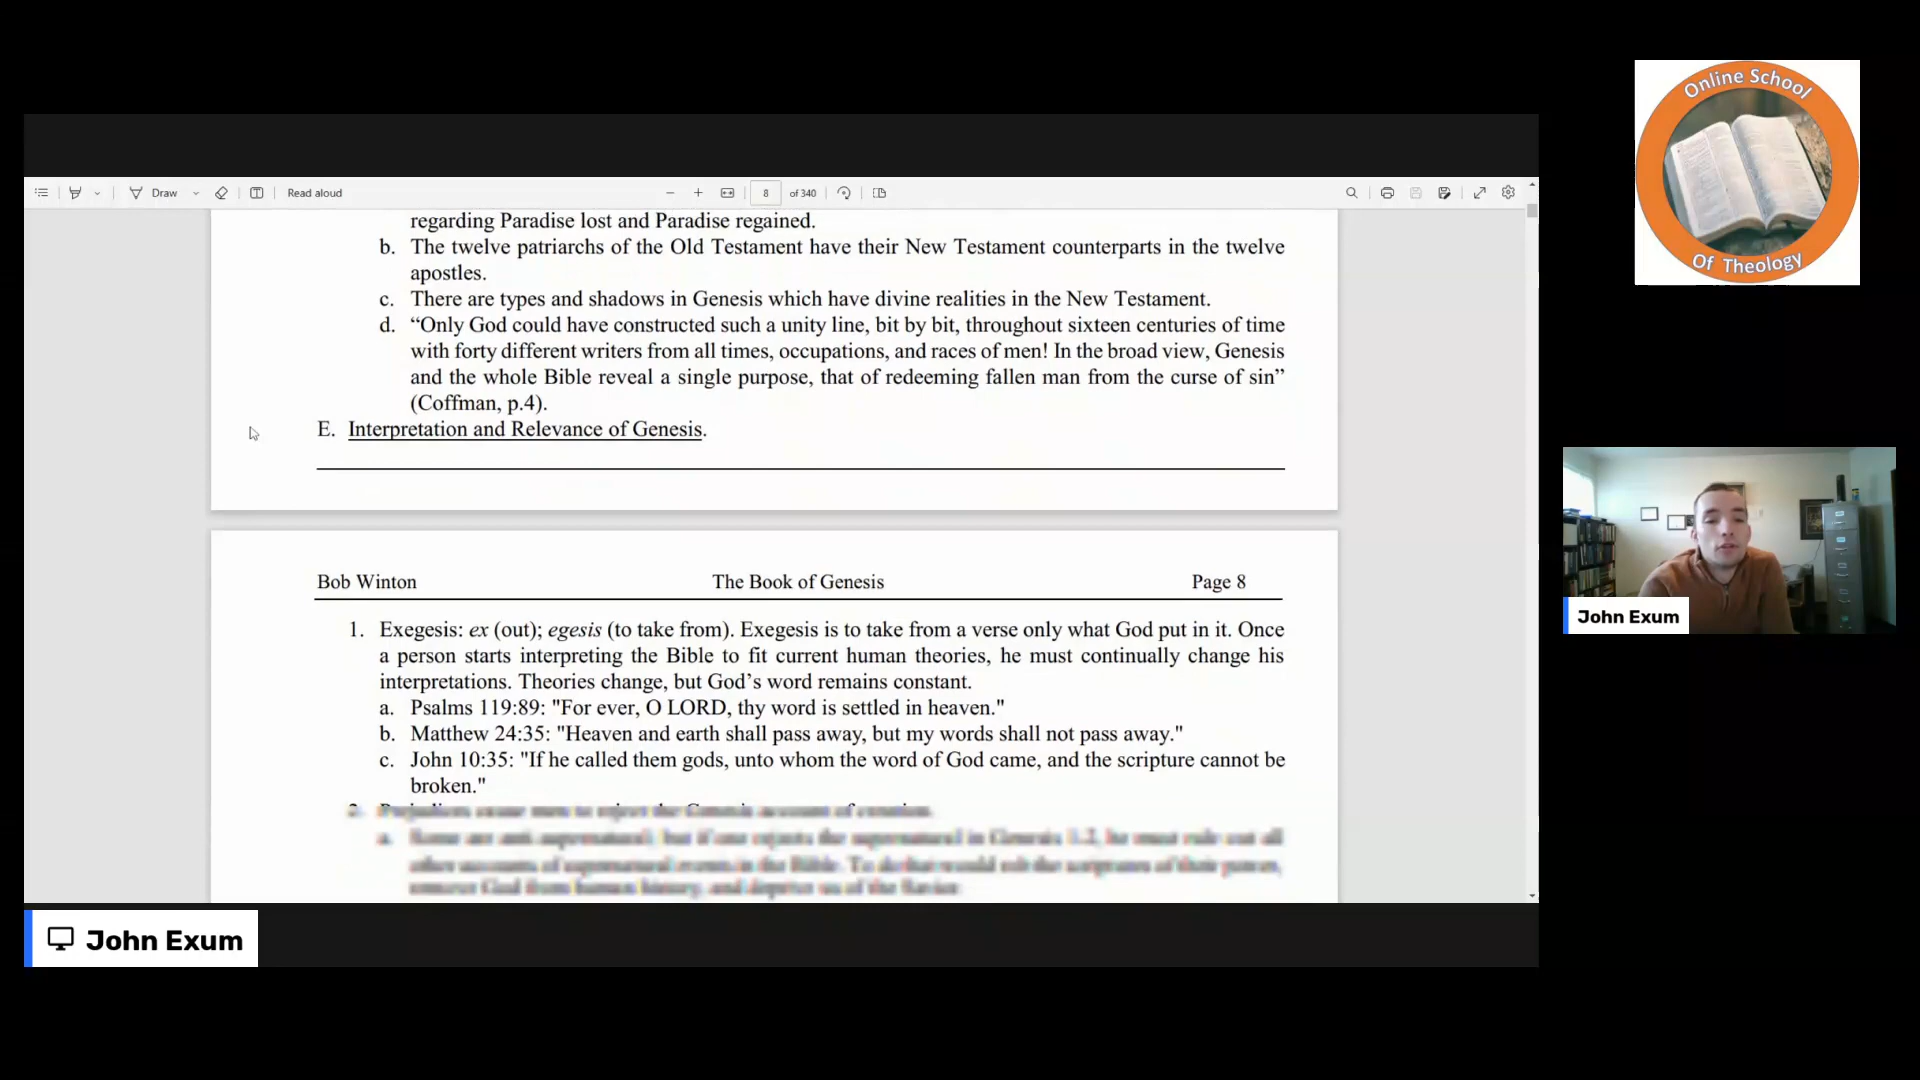 Online School
Of Theology
Draw
Read aloud
8
of 340
regarding Paradise lost and Paradise regained.
b. The twelve patriarchs of the Old Testament have their New Testament counterparts in the twelve
apostles.
c. There are types and shadows in Genesis which have divine realities in the New Testament.
d. “Only God could have constructed such a unity line, bit by bit, throughout sixteen centuries of time
with forty different writers from all times, occupations, and races of men! In the broad view, Genesis
and the whole Bible reveal a single purpose, that of redeeming fallen man from the curse of sin”
(Coffman, p.4).
E. Interpretation and Relevance of Genesis.
Bob Winton The Book of Genesis Page 8
1. Exegesis: ex (out); egesis (to take from). Exegesis is to take from a verse only what God put in it. Once
a person starts interpreting the Bible to fit current human theories, he must continually change his
interpretations. Theories change, but God’s word remains constant.
a. Psalms 119:89: "For ever, O LORD, thy word is settled in heaven."
b. Matthew 24:35: "Heaven and earth shall pass away, but my words shall not pass away."
c. John 10:35: "If he called them gods, unto whom the word of God came, and the scripture cannot be
broken."
John Exum
John Exum